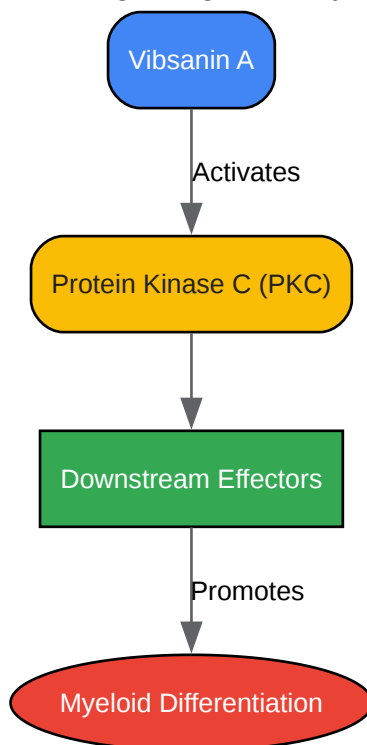 Vibsanin A
Activates
Protein Kinase C (PKC)
Downstream Effectors
Promotes
Myeloid Differentiation